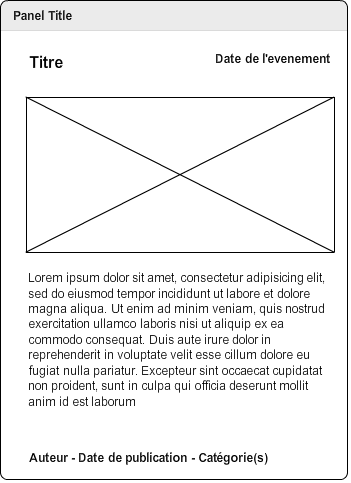 Panel Title
Titre
Date de l'evenement
Lorem ipsum dolor sit amet, consectetur adipisicing elit,
sed do eiusmod tempor incididunt ut labore et dolore
magna aliqua. Ut enim ad minim veniam, quis nostrud
exercitation ullamco laboris nisi ut aliquip ex ea
commodo consequat. Duis aute irure dolor in
reprehenderit in voluptate velit esse cillum dolore eu
fugiat nulla pariatur. Excepteur sint occaecat cupidatat
non proident, sunt in culpa qui officia deserunt mollit
anim id est laborum
Auteur - Date de publication - Catégorie(s)